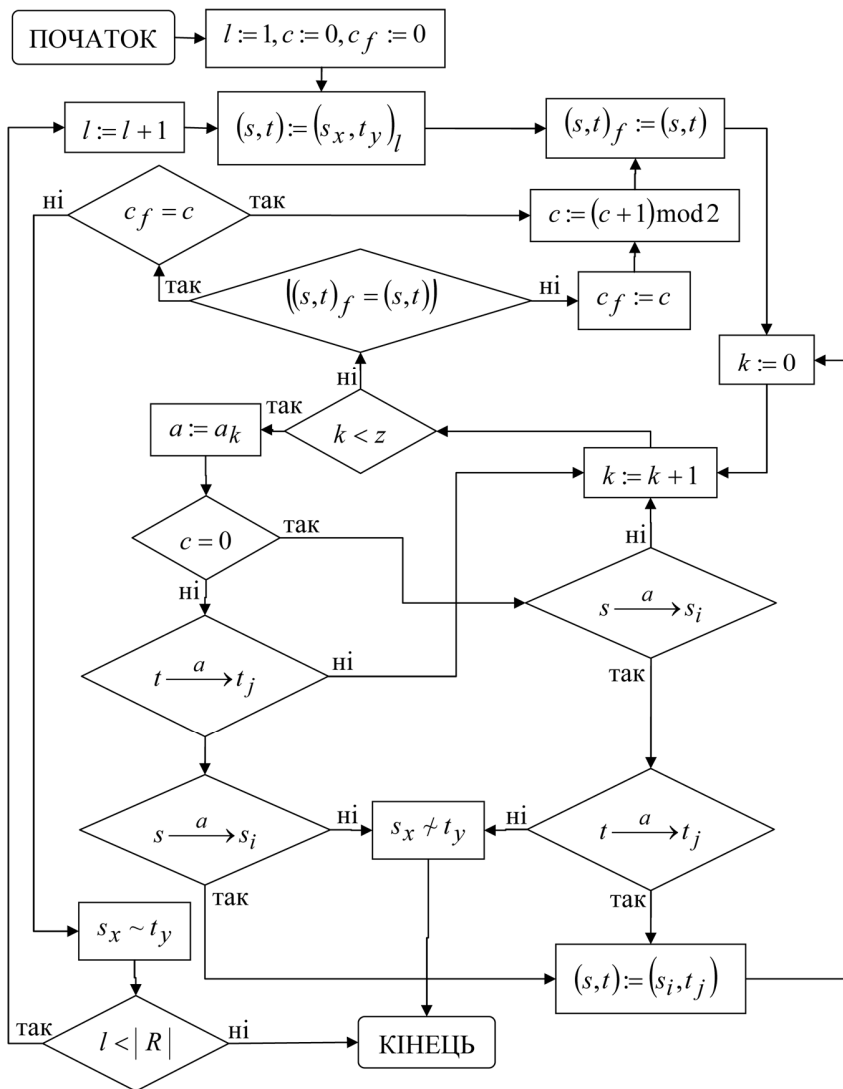 ПОЧАТОК
l := 1, c := 0, c_f := 0
l := l + 1
(s,t) := (s_x, t_y)_l
(s,t)_f := (s,t)
ні
c_f = c
так
c := (c + 1) mod 2
так
((s,t)_f = (s,t))
ні
c_f := c
k := 0
ні
a := a_k
так
k < z
k := k + 1
c = 0
так
ні
ні
s —a→ s_i
t —a→ t_j
ні
так
s —a→ s_i
ні
s_x ≁ t_y
ні
t —a→ t_j
так
так
s_x ~ t_y
(s,t) := (s_i, t_j)
так
l < | R |
ні
КІНЕЦЬ